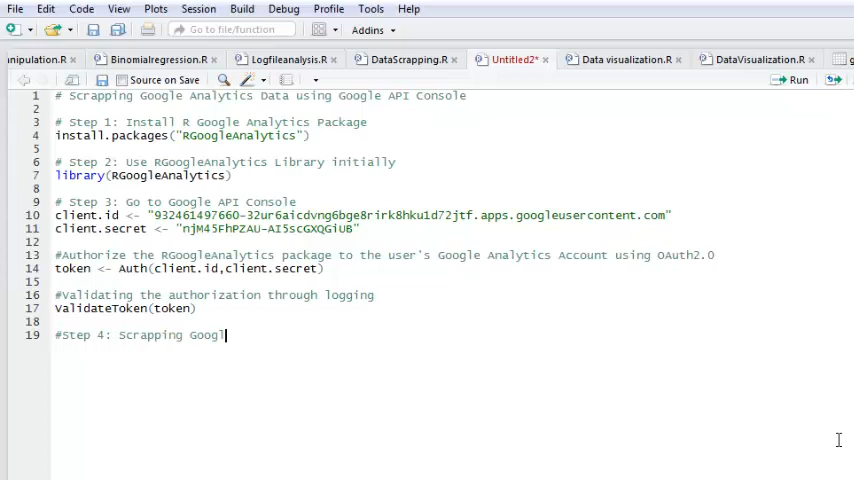 File Edit Code View Plots Session Build Debug Profile Tools Help
Go to file/function Addins
nipulation.R Binomialregression.R Logfileanalysis.R DataScrapping.R Untitled2* Data visualization.R DataVisualization.R
Source on Save Run
1 # Scrapping Google Analytics Data using Google API Console
2
3 # Step 1: Install R Google Analytics Package
4 install.packages("RGoogleAnalytics")
5
6 # Step 2: Use RGoogleAnalytics Library initially
7 library(RGoogleAnalytics)
8
9 # Step 3: Go to Google API Console
10 client.id <- "932461497660-32ur6aicdvng6bge8rirk8hku1d72jtf.apps.googleusercontent.com"
11 client.secret <- "njM45FhPZAU-AI5scGXQGiUB"
12
13 #Authorize the RGoogleAnalytics package to the user's Google Analytics Account using OAuth2.0
14 token <- Auth(client.id,client.secret)
15
16 #Validating the authorization through logging
17 ValidateToken(token)
18
19 #Step 4: Scrapping Googl